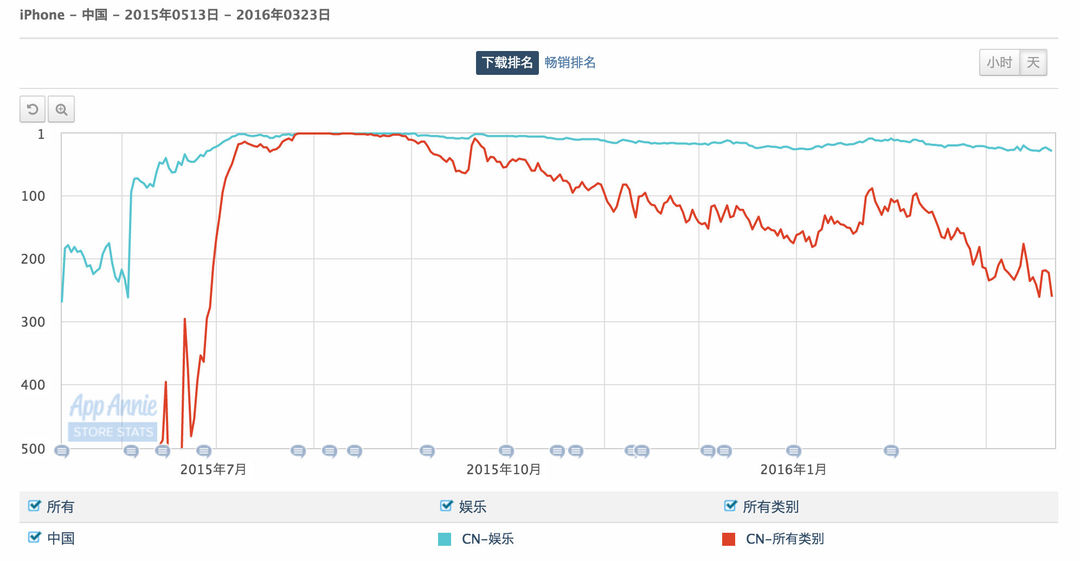 iPhone - 中国 - 2015年0513日 - 2016年0323日
下载排名 畅销排名
小时 天
1
100
200
300
400
500
App Annie
STORE STATS
2015年7月 2015年10月 2016年1月
所有 娱乐 所有类别
中国 CN-娱乐 CN-所有类别